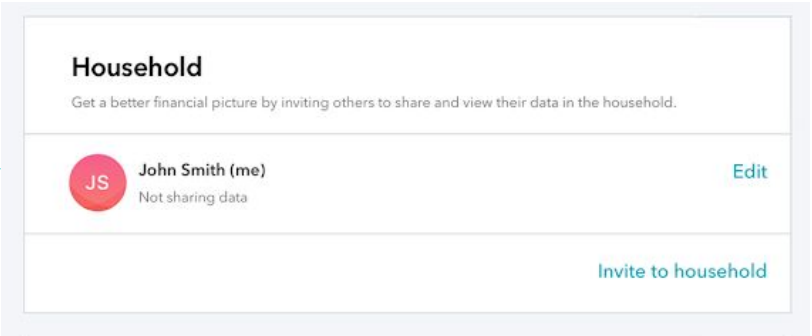 Household
Get a better financial picture by inviting others to share and view their data in the household.
JS
John Smith (me)
Edit
Not sharing data
Invite to household